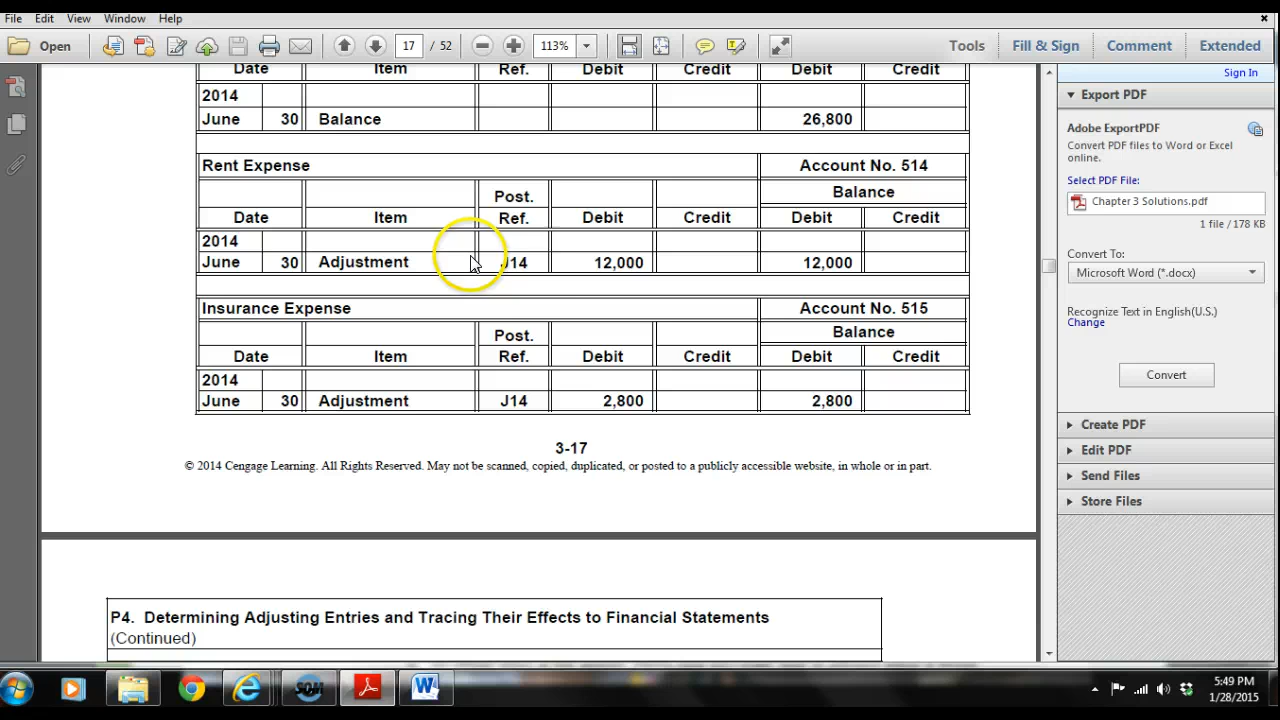 File Edit View Window Help
Open 17 / 52 113% Tools Fill & Sign Comment Extended
Sign In
Date Item Ref. Debit Credit Debit Credit
2014
June 30 Balance 26,800
Rent Expense Account No. 514
Balance
Post.
Date Item Ref. Debit Credit Debit Credit
2014
June 30 Adjustment J14 12,000 12,000
Insurance Expense Account No. 515
Balance
Post.
Date Item Ref. Debit Credit Debit Credit
2014
June 30 Adjustment J14 2,800 2,800
3-17
© 2014 Cengage Learning. All Rights Reserved. May not be scanned, copied, duplicated, or posted to a publicly accessible website, in whole or in part.
P4. Determining Adjusting Entries and Tracing Their Effects to Financial Statements
(Continued)
Export PDF
Adobe ExportPDF
Convert PDF files to Word or Excel
online.
Select PDF File:
Chapter 3 Solutions.pdf
1 file / 178 KB
Convert To:
Microsoft Word (*.docx)
Recognize Text in English(U.S.)
Change
Convert
Create PDF
Edit PDF
Send Files
Store Files
SOM
W
5:49 PM
1/28/2015